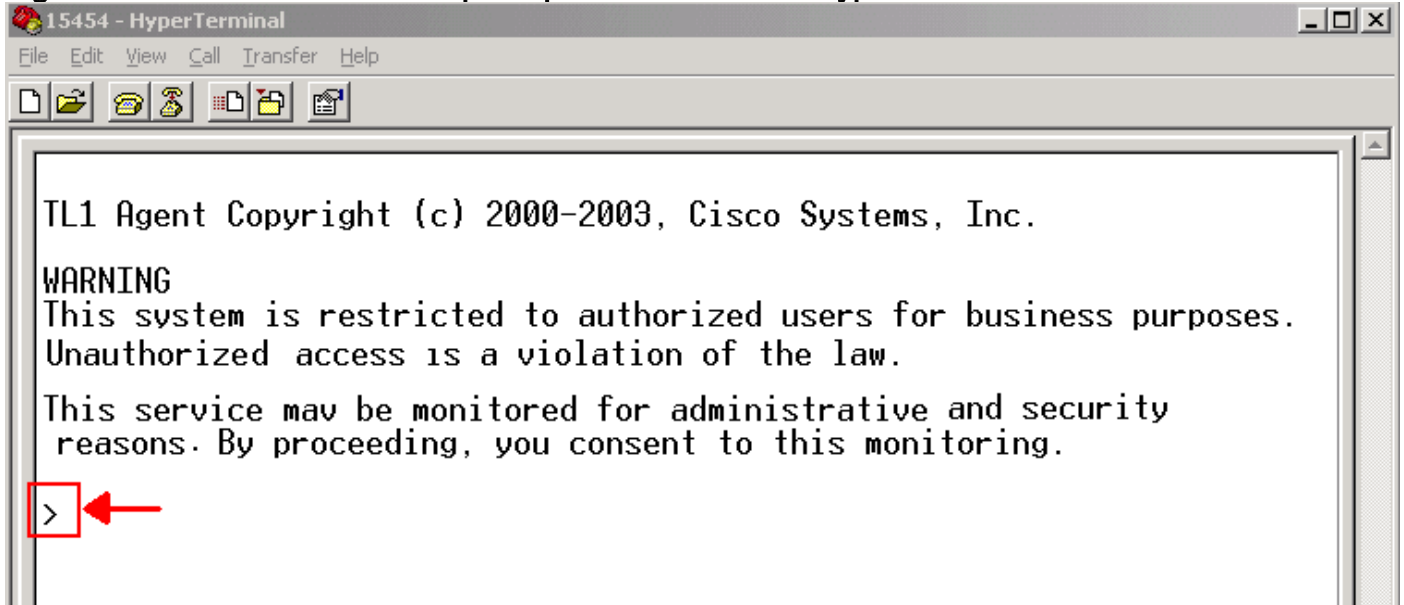 15454 - HyperTerminal
File Edit View Call Transfer Help
TL1 Agent Copyright (c) 2000-2003, Cisco Systems, Inc.
WARNING
This system is restricted to authorized users for business purposes.
Unauthorized access is a violation of the law.
This service may be monitored for administrative and security
reasons. By proceeding, you consent to this monitoring.
>